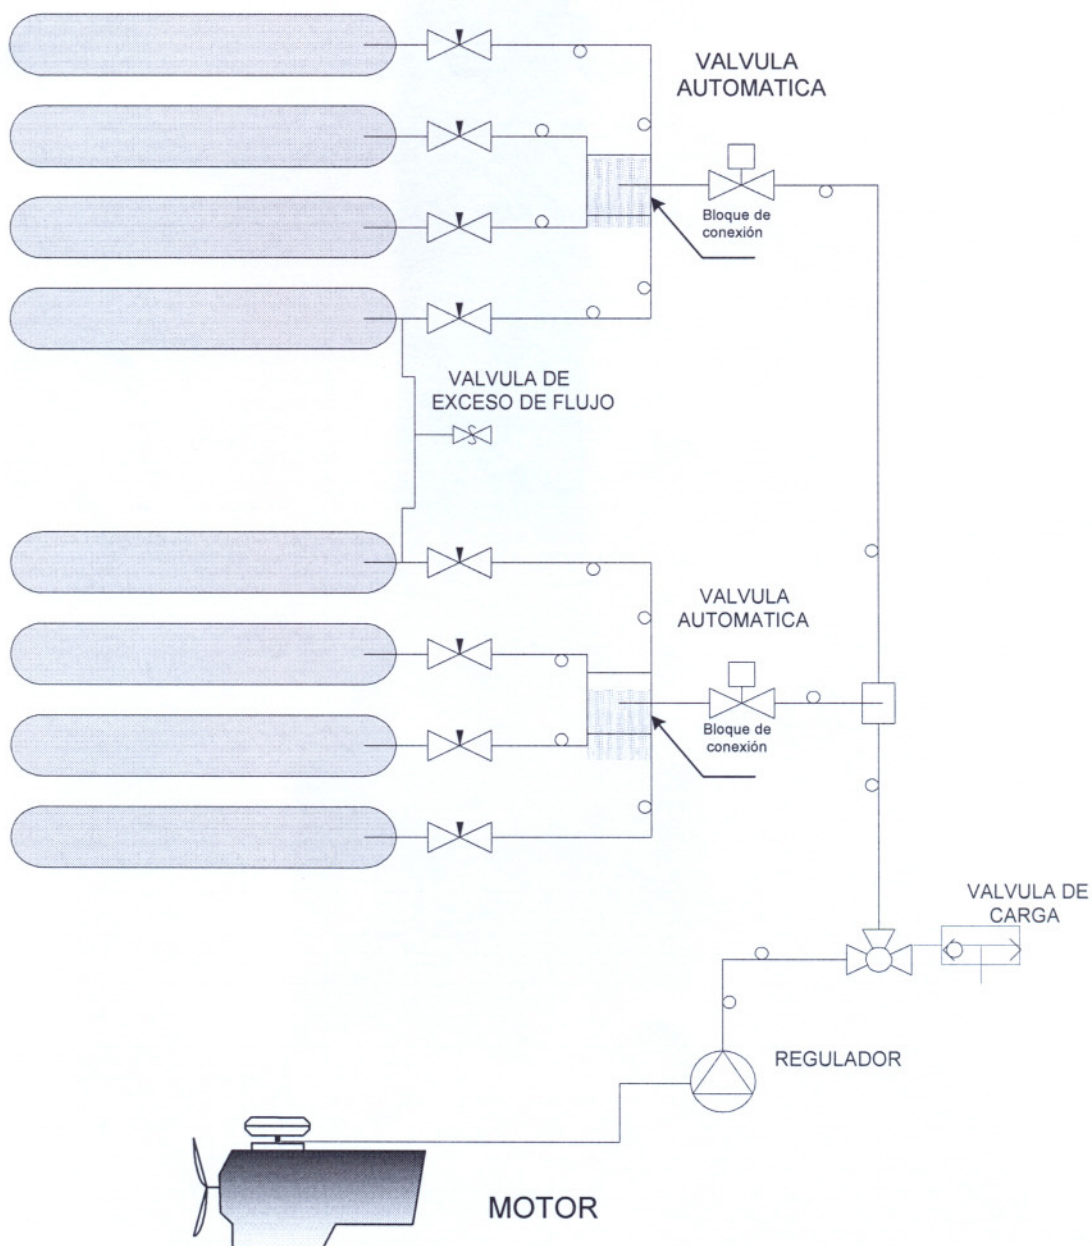 VALVULA
AUTOMATICA
Bloque de
conexión
VALVULA DE
EXCESO DE FLUJO
VALVULA
AUTOMATICA
Bloque de
conexión
VALVULA DE
CARGA
REGULADOR
MOTOR